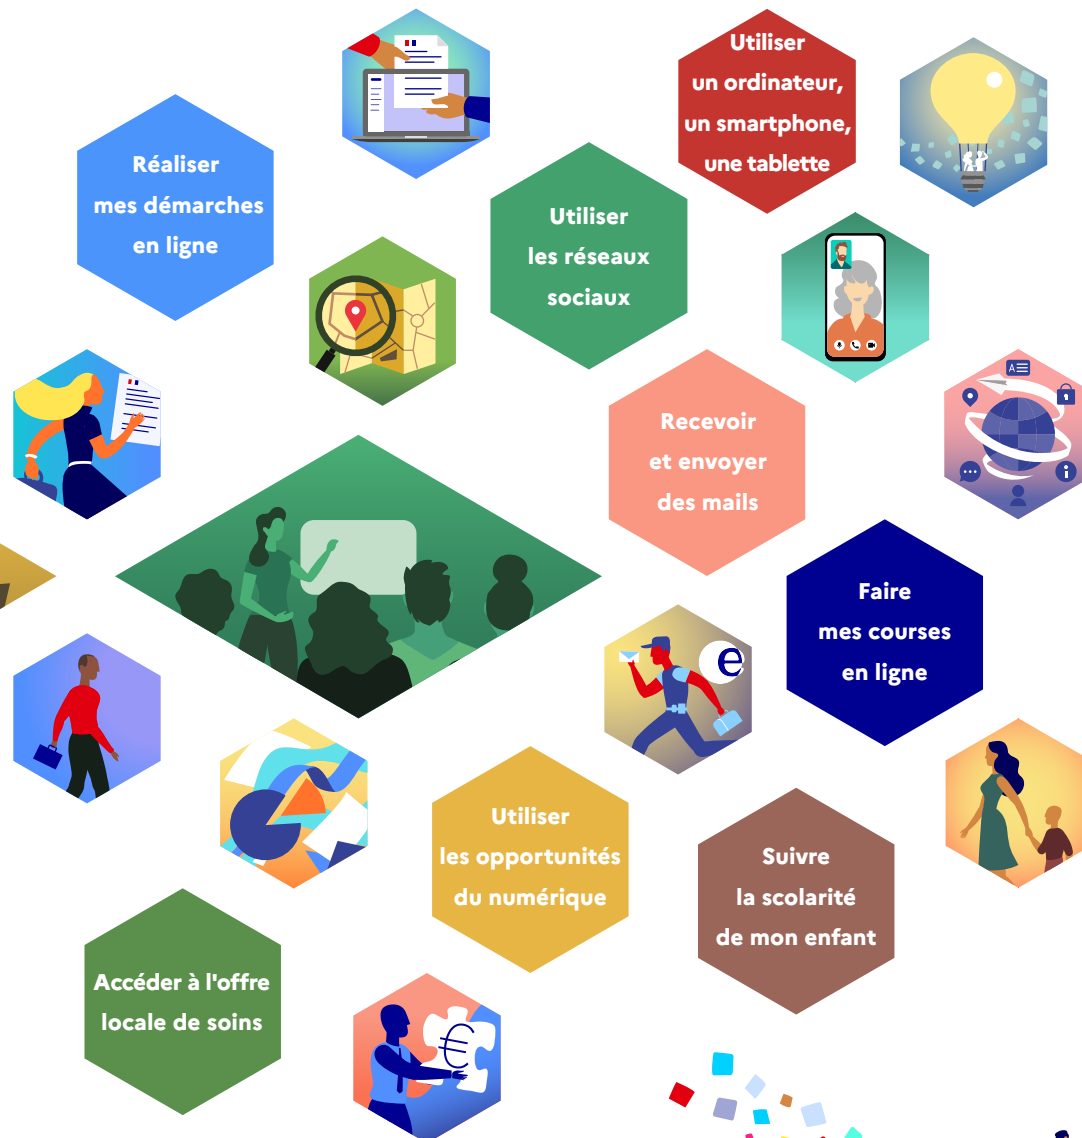 Utiliser
un ordinateur,
un smartphone,
une tablette
Réaliser
mes démarches
en ligne
Utiliser
les réseaux
sociaux
A
Recevoir
et envoyer
des mails
i
Faire
mes courses
en ligne
e
Utiliser
les opportunités
du numérique
Suivre
la scolarité
de mon enfant
Accéder à l'offre
locale de soins
€